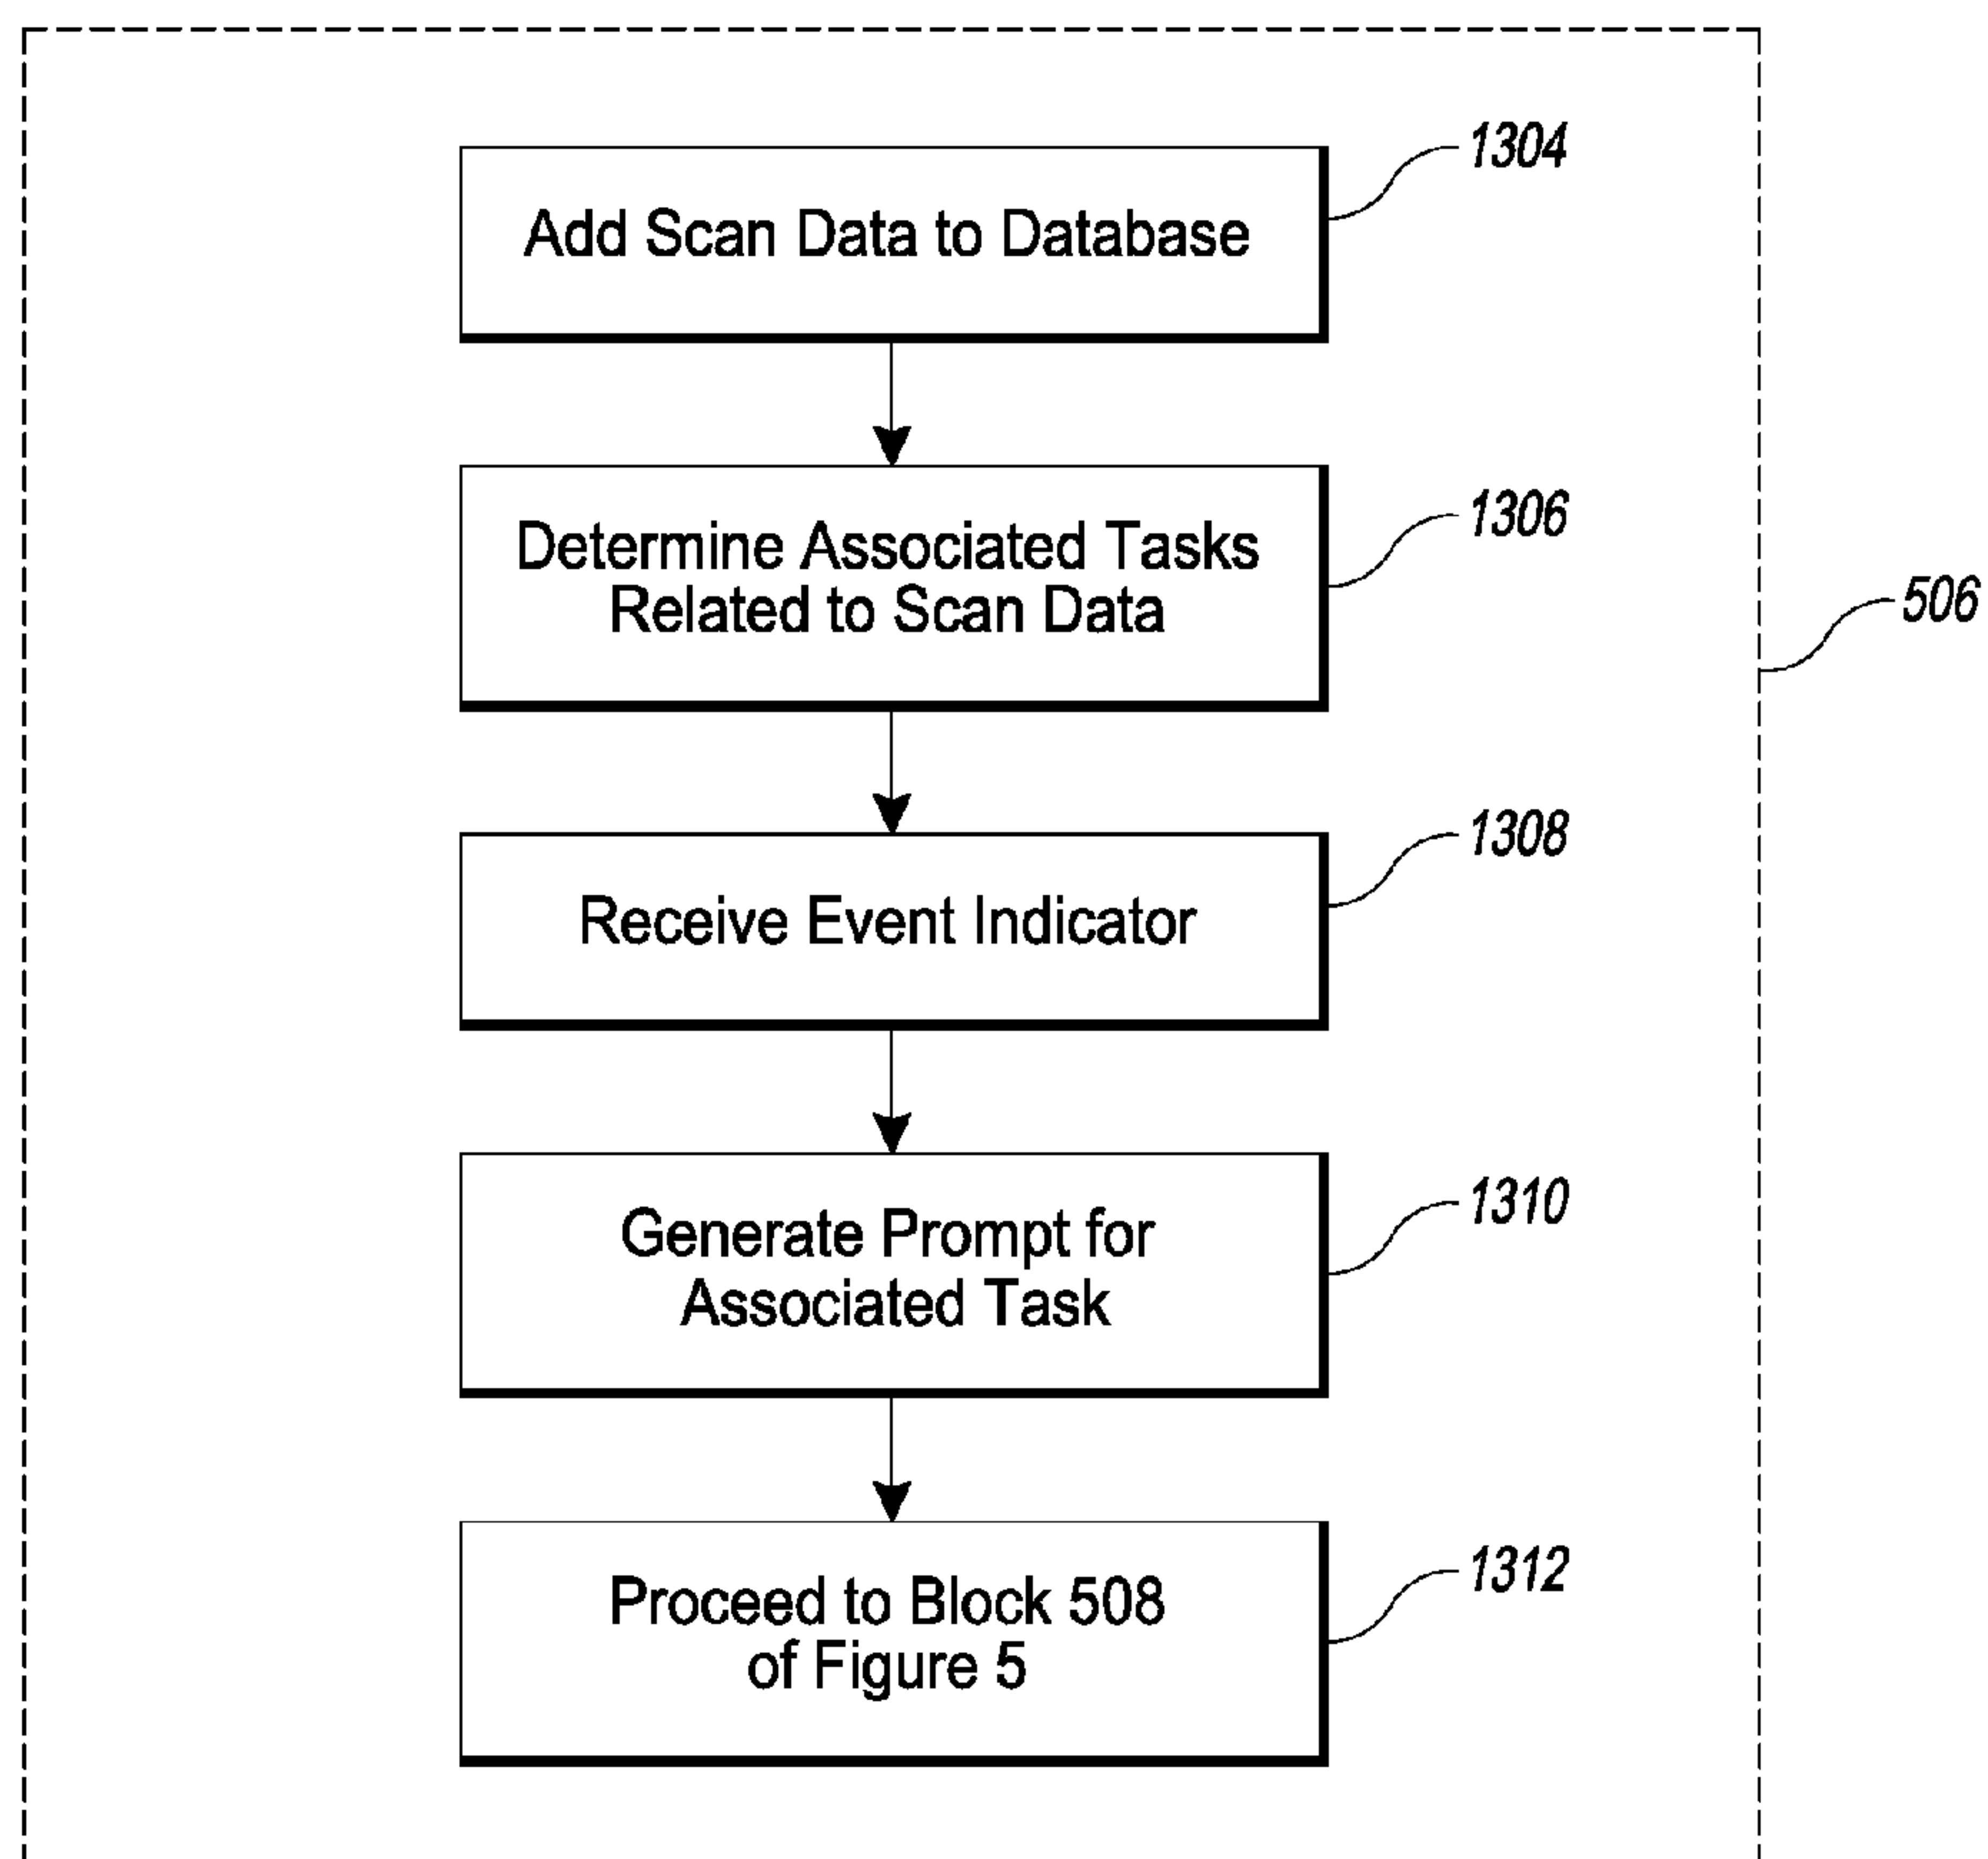 1304
Add Scan Data to Database
1306
Determine Associated Tasks
Related to Scan Data
506
1308
Receive Event Indicator
1310
Generate Prompt for
Associated Task
1312
Proceed to Block 508
of Figure 5